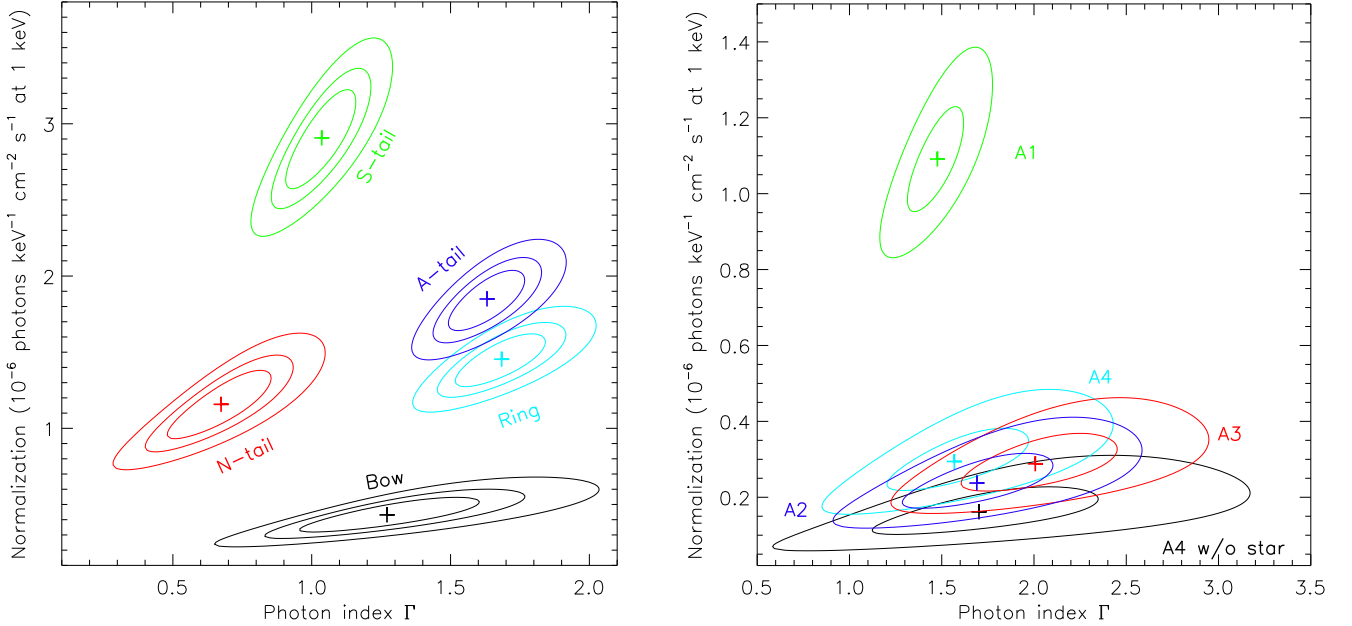 Normalization (10⁻⁶ photons keV⁻¹ cm⁻² s⁻¹ at 1 keV)
3
2
1
S-tail
A-tail
Ring
N-tail
Bow
0.5 1.0 1.5 2.0
Photon index Γ
Normalization (10⁻⁶ photons keV⁻¹ cm⁻² s⁻¹ at 1 keV)
1.4
1.2
1.0
0.8
0.6
0.4
0.2
A1
A4
A3
A2
A4 w/o star
0.5 1.0 1.5 2.0 2.5 3.0 3.5
Photon index Γ